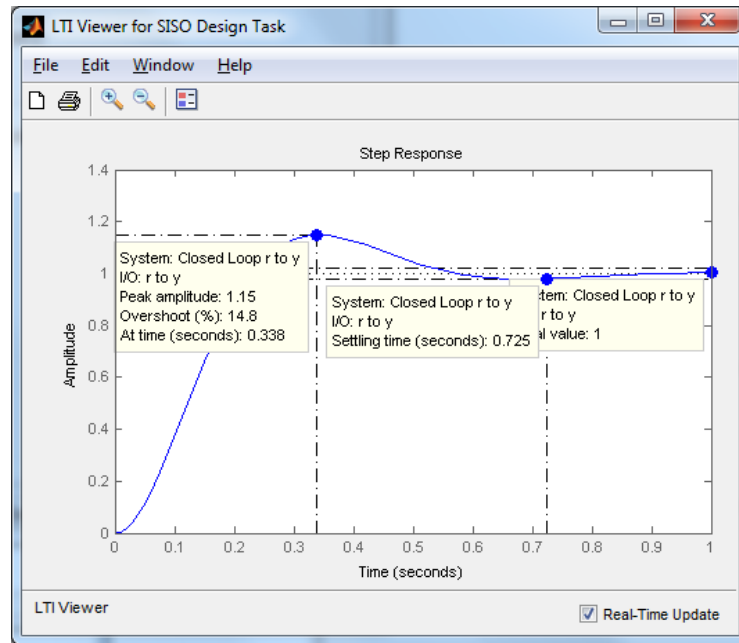 LTI Viewer for SISO Design Task
File Edit Window Help
Step Response
1.4
1.2
1
0.8
0.6
0.4
0.2
0
Amplitude
System: Closed Loop r to y
I/O: r to y
Peak amplitude: 1.15
Overshoot (%): 14.8
At time (seconds): 0.338
System: Closed Loop r to y
I/O: r to y
Settling time (seconds): 0.725
Closed Loop r to y
r to y
value: 1
0 0.1 0.2 0.3 0.4 0.5 0.6 0.7 0.8 0.9 1
Time (seconds)
LTI Viewer
Real-Time Update